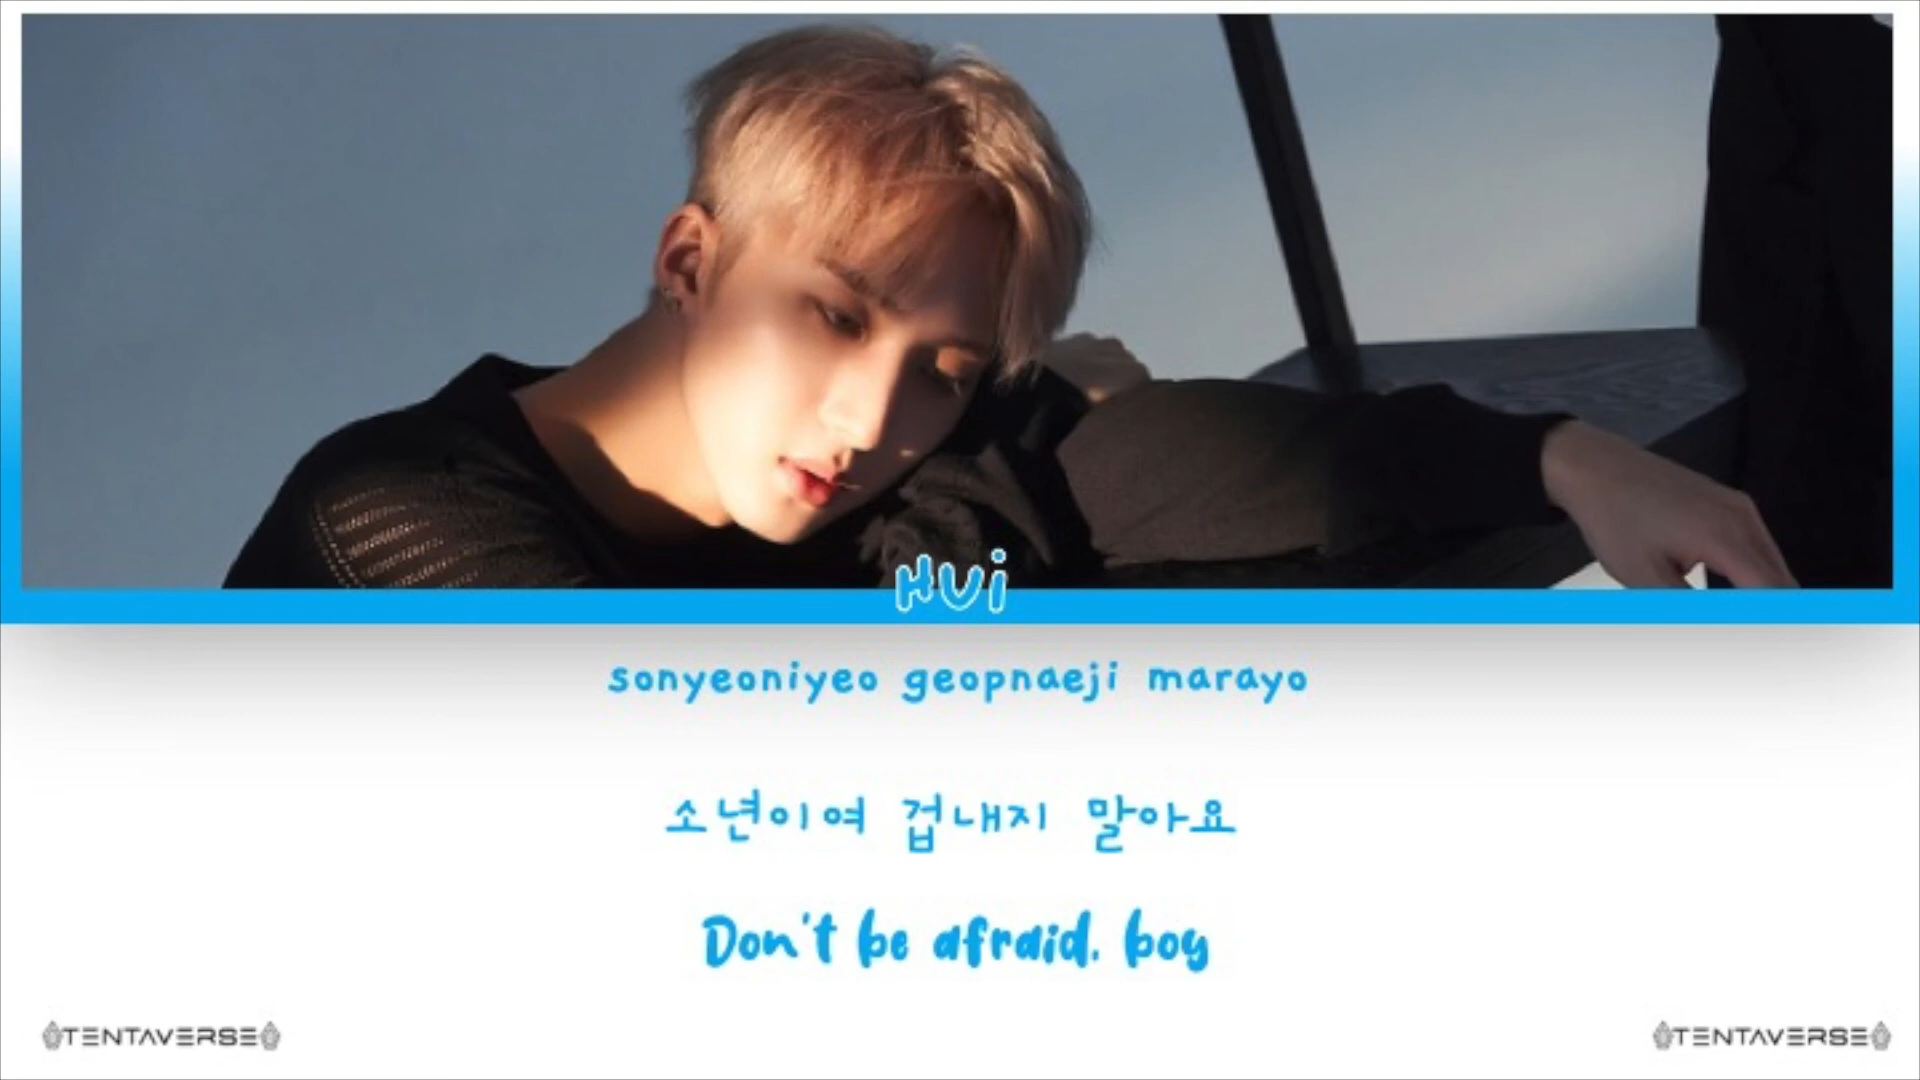 HUi
sonyeoniyeo geopnaeji marayo
소년이여 겁내지 말아요
Don't be afraid, boy
TENTAVERSE
TENTAVERSE